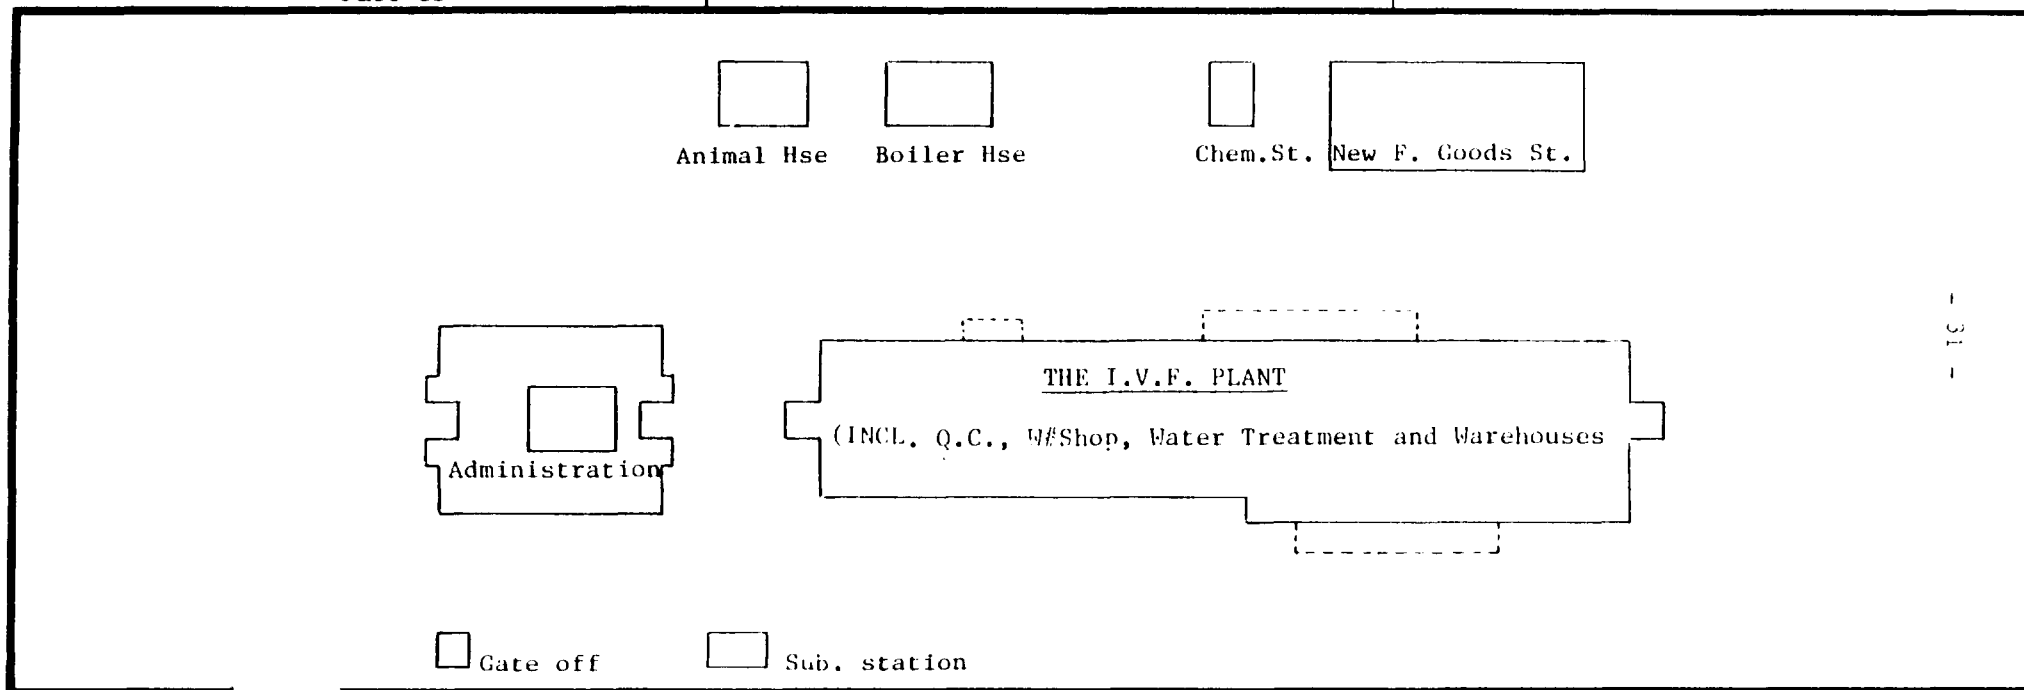 Animal Hse Boiler Hse Chem.St. New F. Goods St.
THE I.V.F. PLANT
(INCL. Q.C., W#Shop, Water Treatment and Warehouses
Administration
Gate off Sub. station
- 31 -